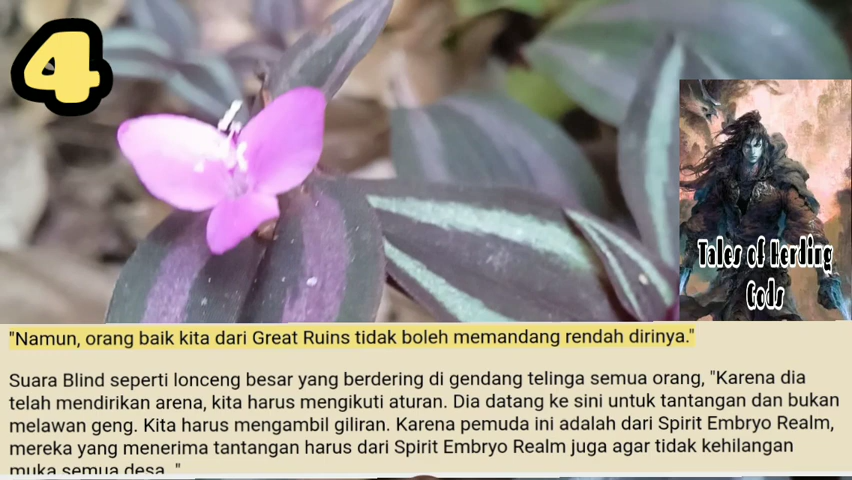 4
Tales of Herding
Gods
"Namun, orang baik kita dari Great Ruins tidak boleh memandang rendah dirinya."
Suara Blind seperti lonceng besar yang berdering di gendang telinga semua orang, "Karena dia
telah mendirikan arena, kita harus mengikuti aturan. Dia datang ke sini untuk tantangan dan bukan
melawan geng. Kita harus mengambil giliran. Karena pemuda ini adalah dari Spirit Embryo Realm,
mereka yang menerima tantangan harus dari Spirit Embryo Realm juga agar tidak kehilangan
muka semua desa. "